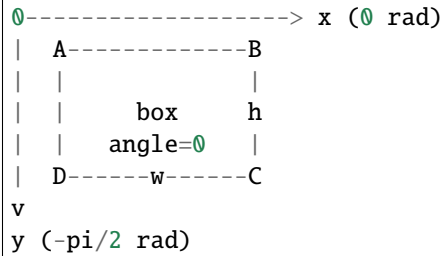 0-------------------> x (0 rad)
|  A-------------B
|  |             |
|  |     box     h
|  |   angle=0   |
|  D------w------C
v
y (-pi/2 rad)